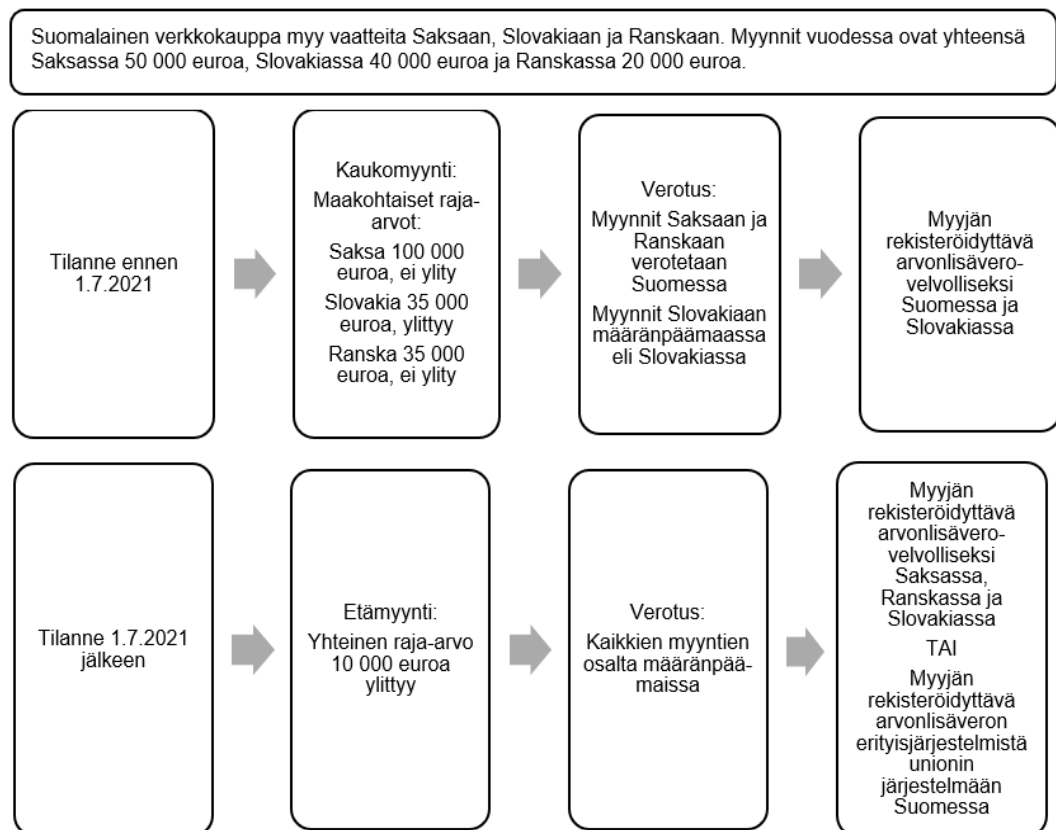 Suomalainen verkkokauppa myy vaatteita Saksaan, Slovakiaan ja Ranskaan. Myynnit vuodessa ovat yhteensä
Saksassa 50 000 euroa, Slovakiassa 40 000 euroa ja Ranskassa 20 000 euroa.
Tilanne ennen
1.7.2021
Kaukomyynti:
Maakohtaiset raja-
arvot:
Saksa 100 000
euroa, ei ylity
Slovakia 35 000
euroa, ylittyy
Ranska 35 000
euroa, ei ylity
Verotus:
Myynnit Saksaan ja
Ranskaan
verotetaan
Suomessa
Myynnit Slovakiaan
määränpäämaassa
eli Slovakiassa
Myyjän
rekisteröidyttävä
arvonlisävero-
velvolliseksi
Suomessa ja
Slovakiassa
Tilanne 1.7.2021
jälkeen
Etämyynti:
Yhteinen raja-arvo
10 000 euroa
ylittyy
Verotus:
Kaikkien myyntien
osalta määränpää-
maissa
Myyjän
rekisteröidyttävä
arvonlisävero-
velvolliseksi
Saksassa,
Ranskassa ja
Slovakiassa
TAI
Myyjän
rekisteröidyttävä
arvonlisäveron
erityisjärjestelmistä
unionin
järjestelmään
Suomessa